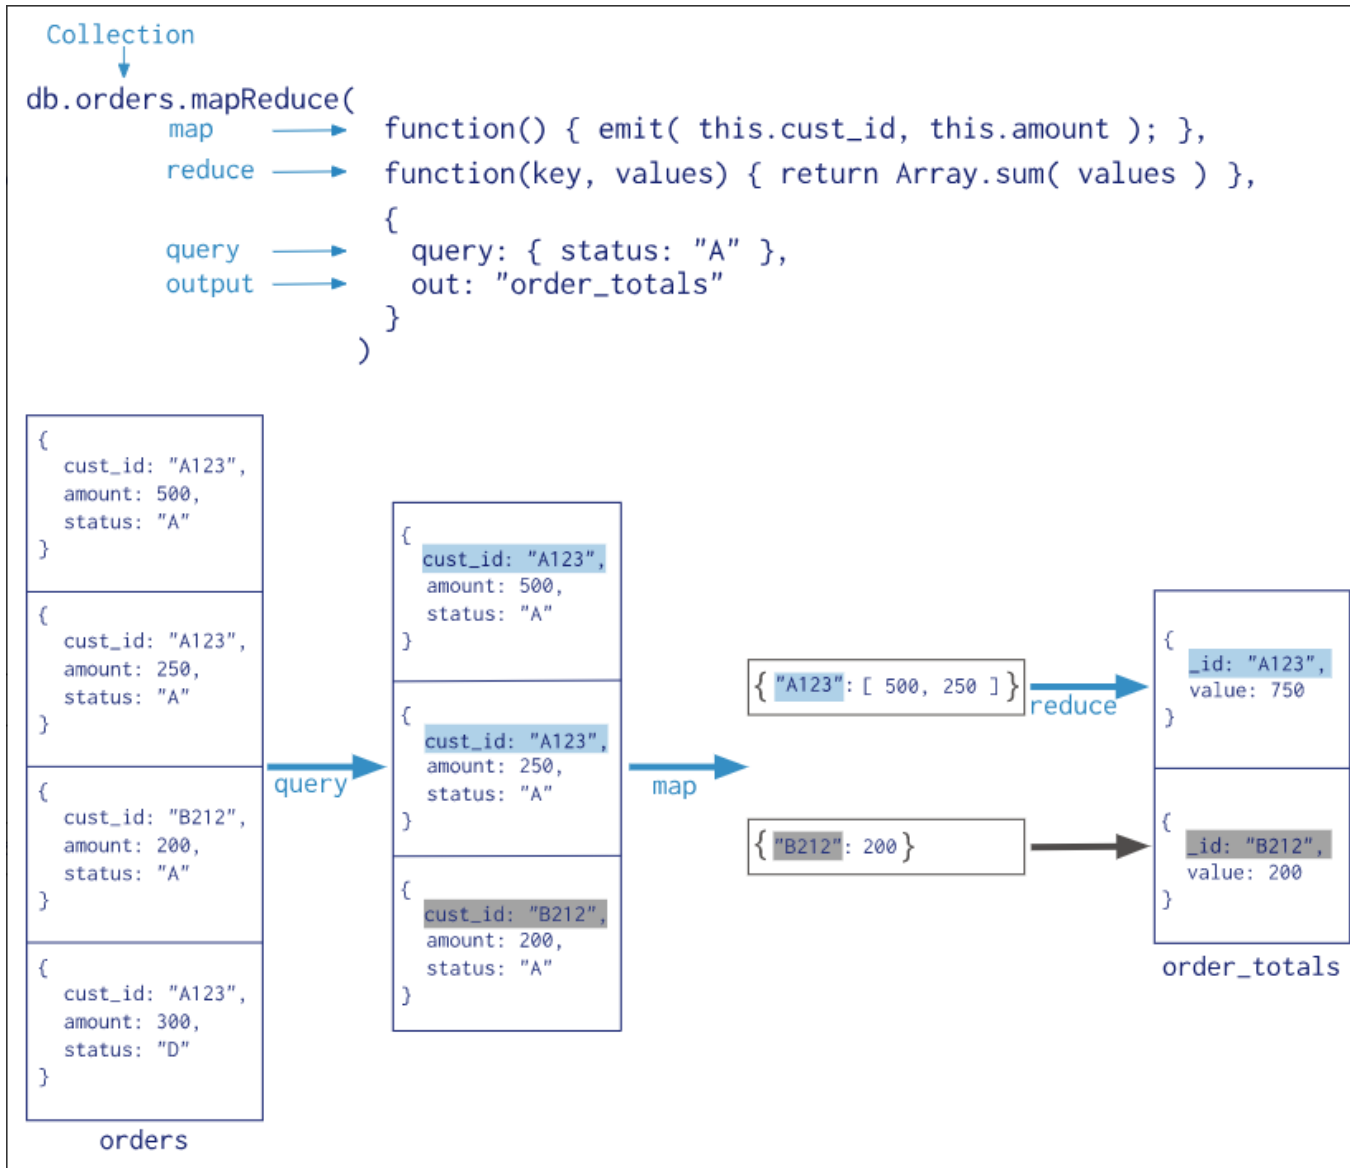 Collection
db.orders.mapReduce(
map function() { emit( this.cust_id, this.amount ); },
reduce function(key, values) { return Array.sum( values ) },
{
query query: { status: "A" },
output out: "order_totals"
}
)
{
cust_id: "A123",
amount: 500,
status: "A"
}
{
cust_id: "A123",
amount: 250,
status: "A"
}
{
cust_id: "B212",
amount: 200,
status: "A"
}
{
cust_id: "A123",
amount: 300,
status: "D"
}
orders
query
{
cust_id: "A123",
amount: 500,
status: "A"
}
{
cust_id: "A123",
amount: 250,
status: "A"
}
{
cust_id: "B212",
amount: 200,
status: "A"
}
map
{ "A123": [ 500, 250 ] }
reduce
{ "B212": 200 }
{
_id: "A123",
value: 750
}
{
_id: "B212",
value: 200
}
order_totals